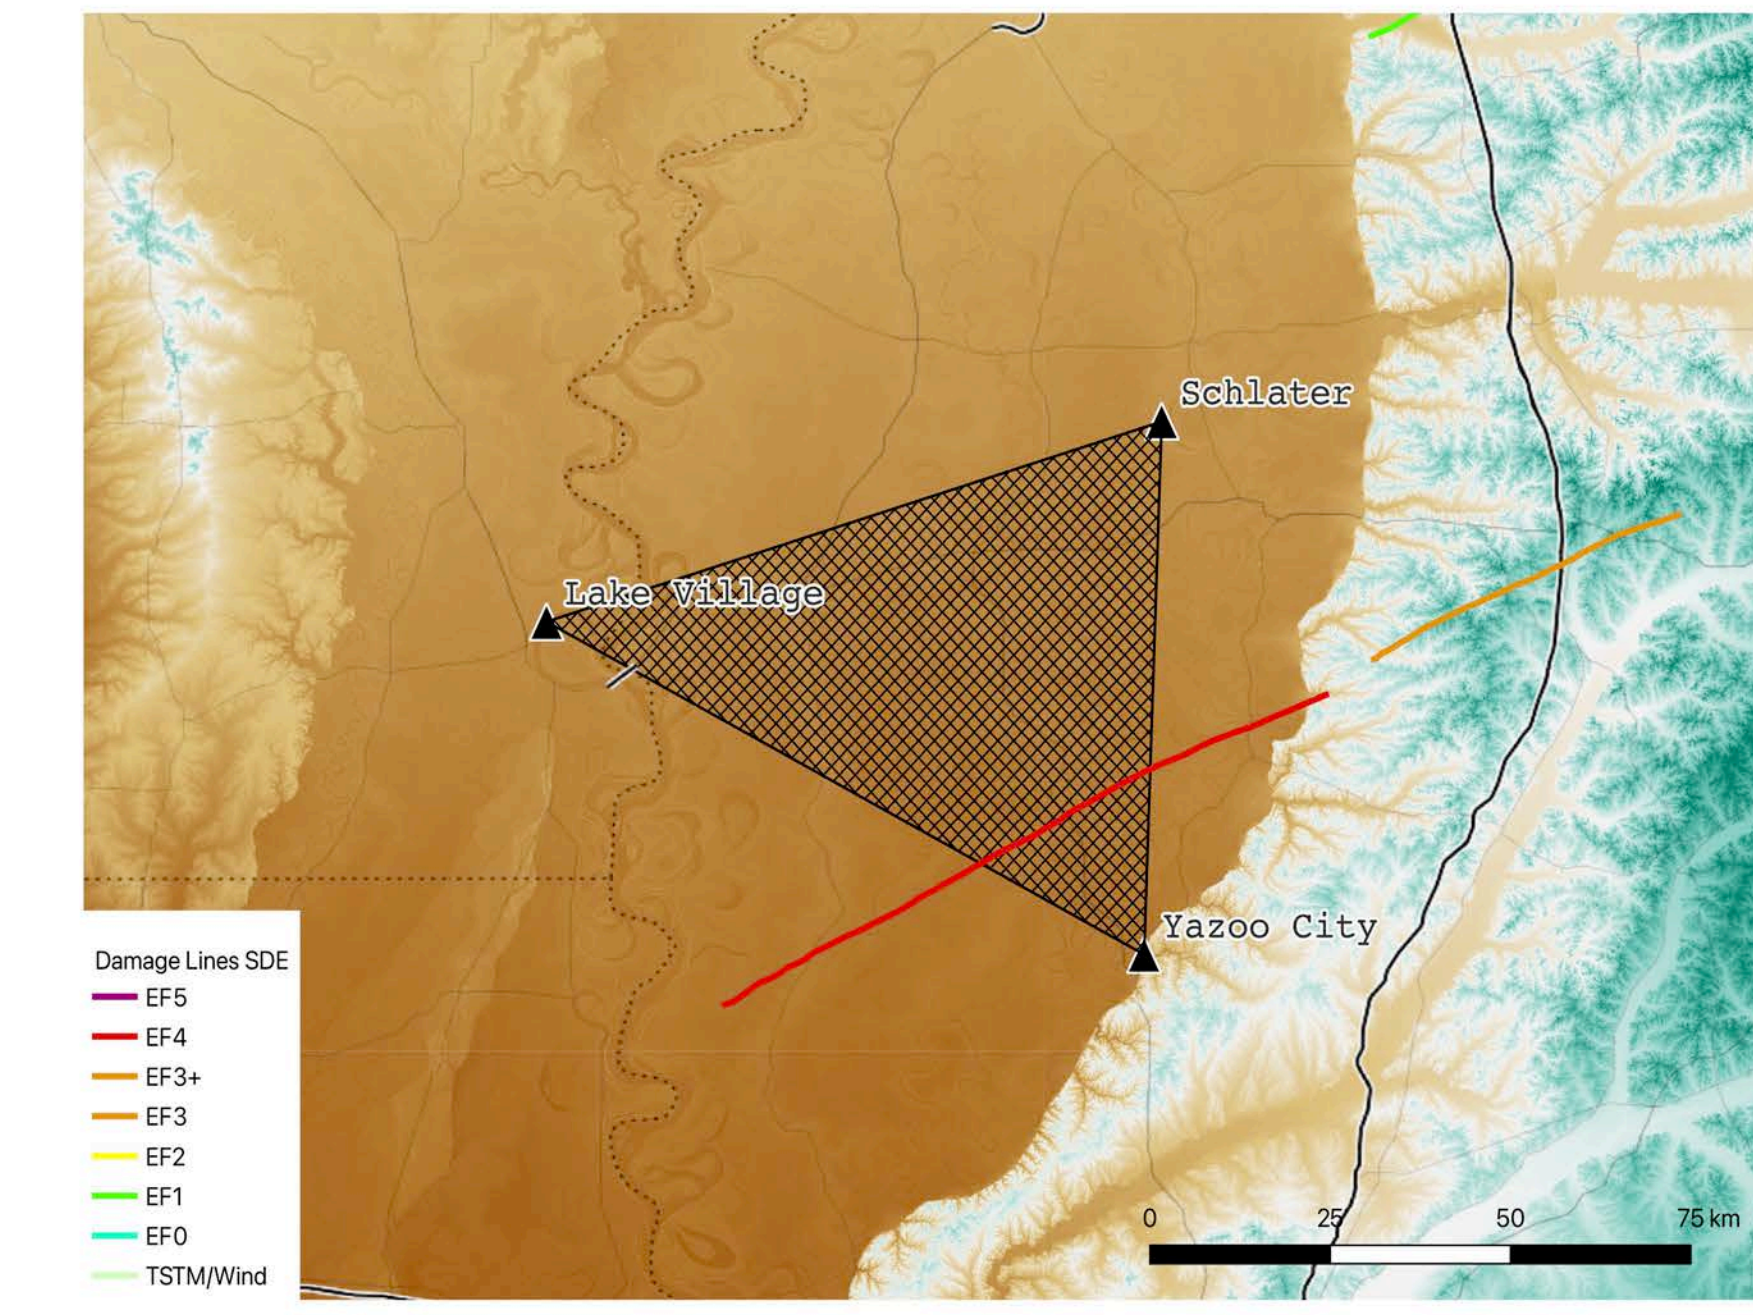 Schlater
Lake Village
Yazoo City
Damage Lines SDE
EF5
EF4
EF3+
EF3
EF2
EF1
EF0
TSTM/Wind
0 25 50 75 km